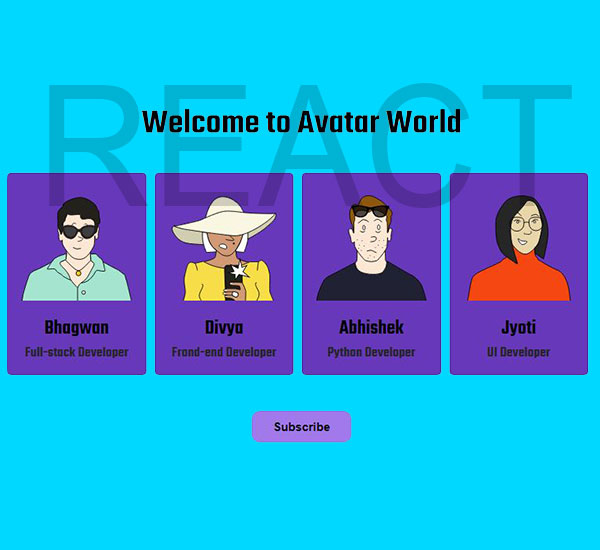 REACT
Welcome to Avatar World
Bhagwan
Full-stack Developer
Divya
Frond-end Developer
Abhishek
Python Developer
Jyoti
UI Developer
Subscribe